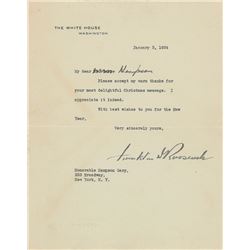 THE WHITE HOUSE
WASHINGTON
January 3, 1934
My dear Hampson
Please accept my warm thanks for
your most delightful Christmas message. I
appreciate it indeed.
With best wishes to you for the New
Year,
Very sincerely yours,
Franklin D Roosevelt
Honorable Hampson Gary,
233 Broadway,
New York, N. Y.